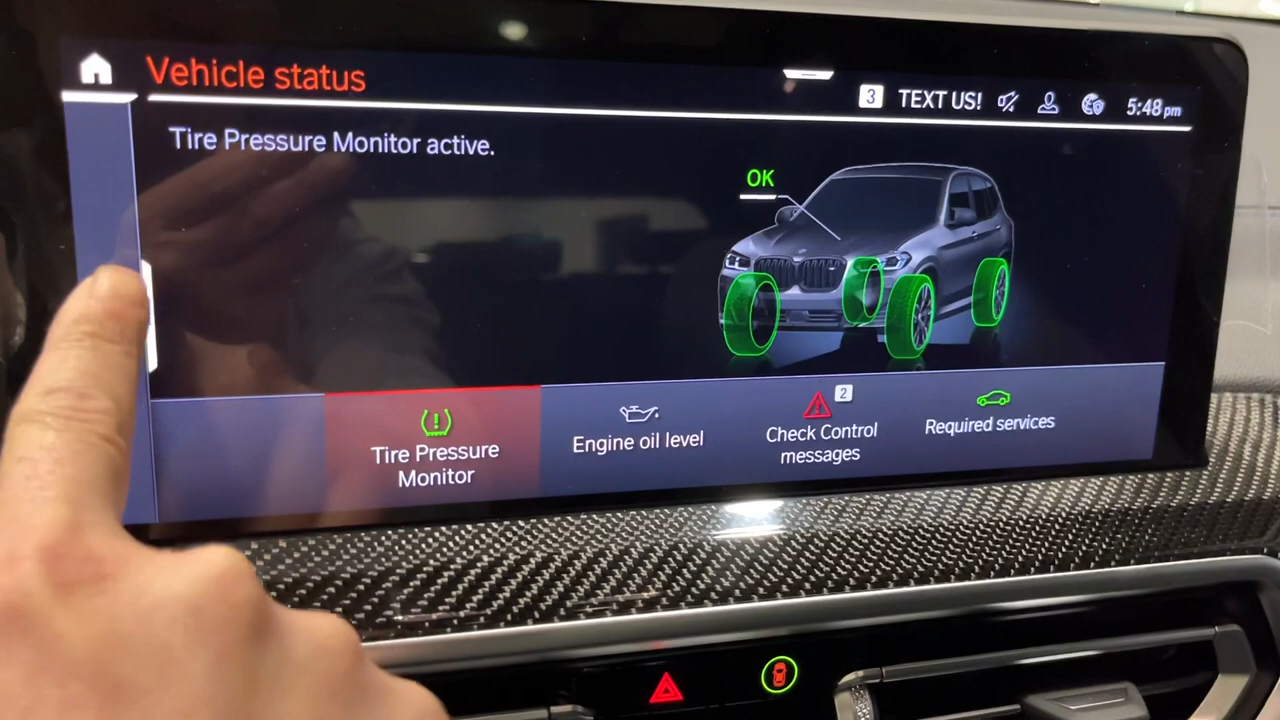 Vehicle status
3 TEXT US! 5:48 pm
Tire Pressure Monitor active.
OK
Tire Pressure
Monitor
Engine oil level
2
Check Control
messages
Required services